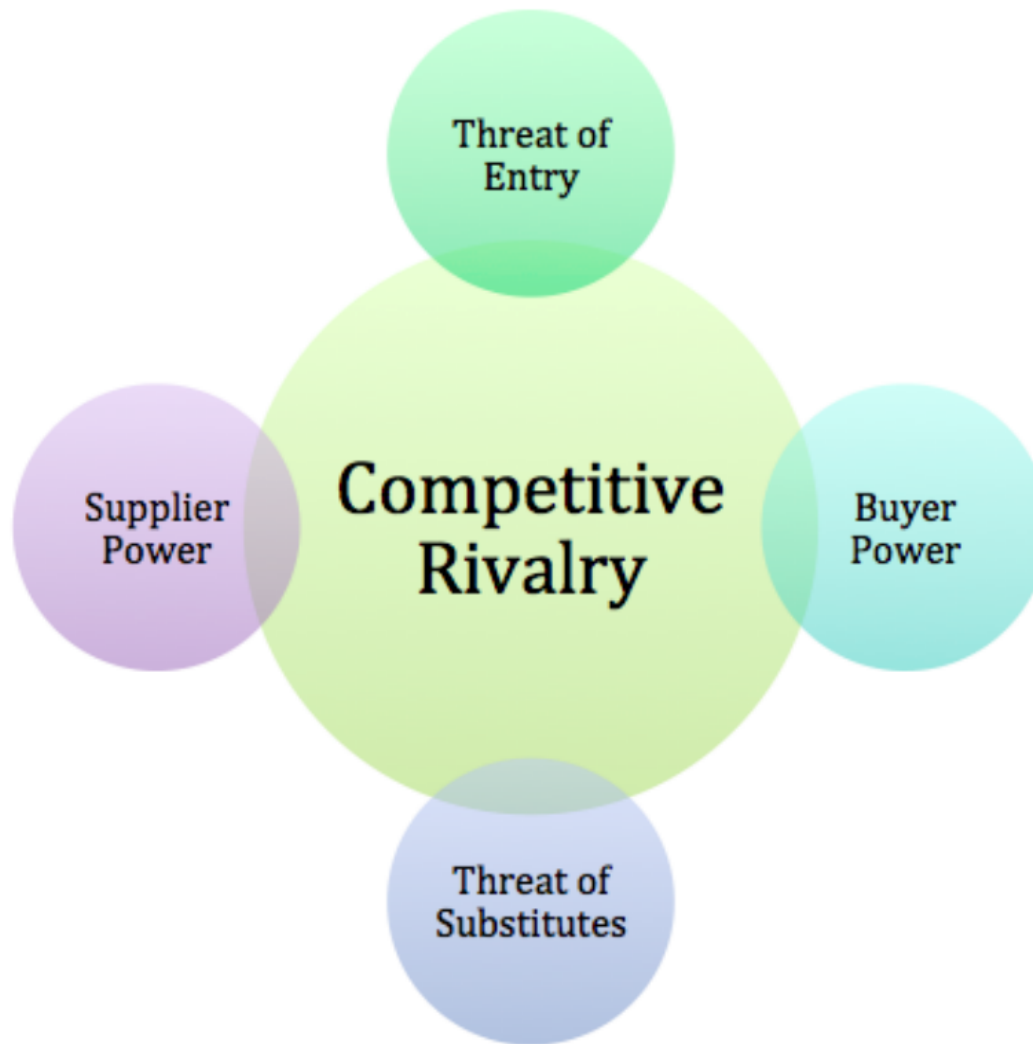 Threat of
Entry
Supplier
Power
Competitive
Rivalry
Buyer
Power
Threat of
Substitutes